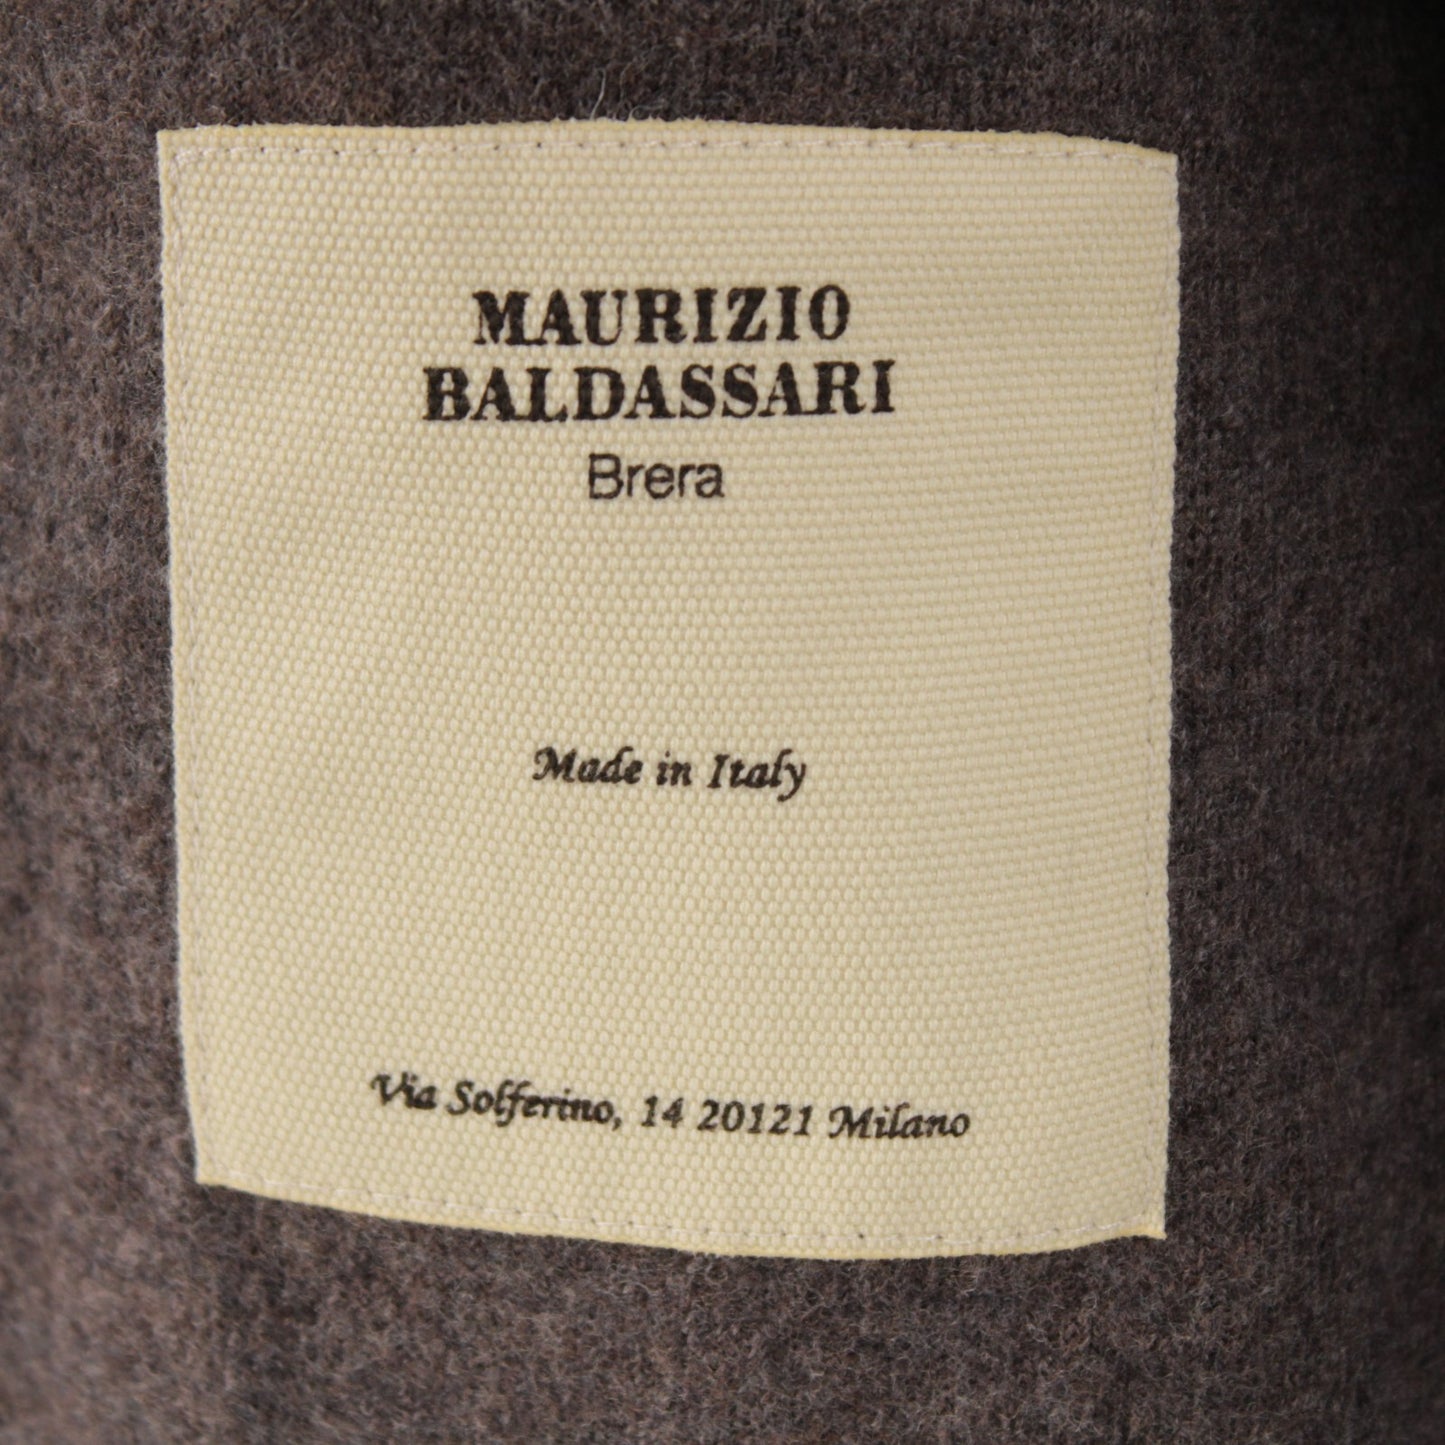 MAURIZIO
BALDASSARI
Brera
Made in Italy
Via Solferino, 14 20121 Milano